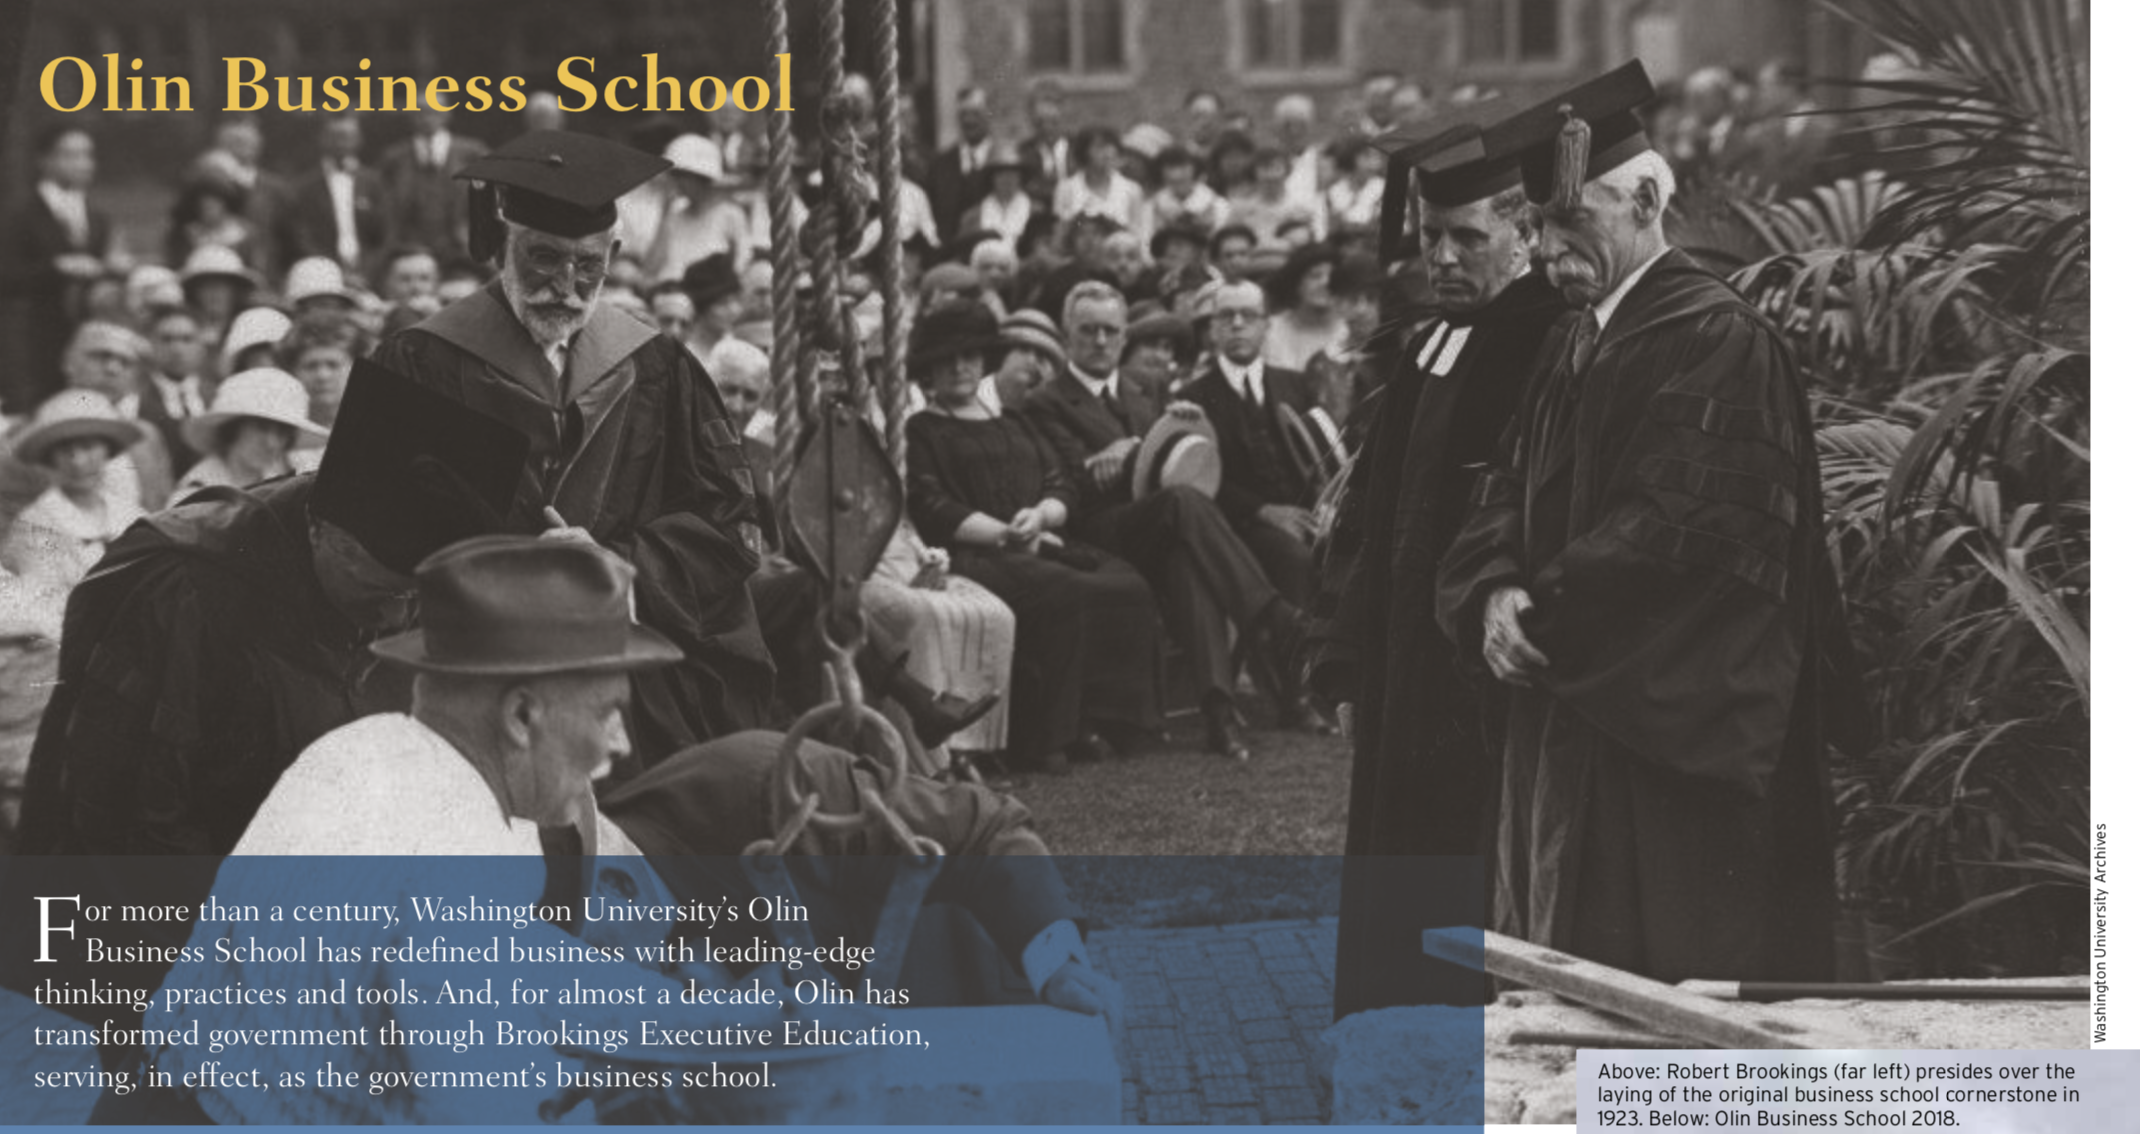 Olin Business School
For more than a century, Washington University's Olin
Business School has redefined business with leading-edge
thinking, practices and tools. And, for almost a decade, Olin has
transformed government through Brookings Executive Education,
serving, in effect, as the government's business school.
Washington University Archives
Above: Robert Brookings (far left) presides over the
laying of the original business school cornerstone in
1923. Below: Olin Business School 2018.